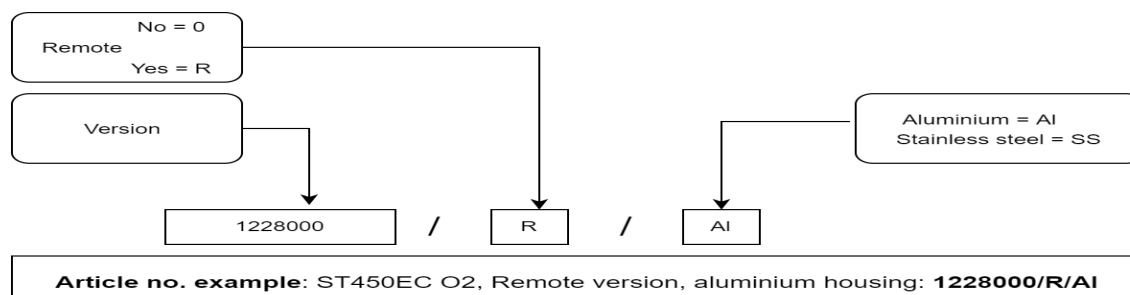 No = 0
Remote
Yes = R
Version
Aluminium = Al
Stainless steel = SS
1228000 / R / Al
Article no. example: ST450EC O2, Remote version, aluminium housing: 1228000/R/Al